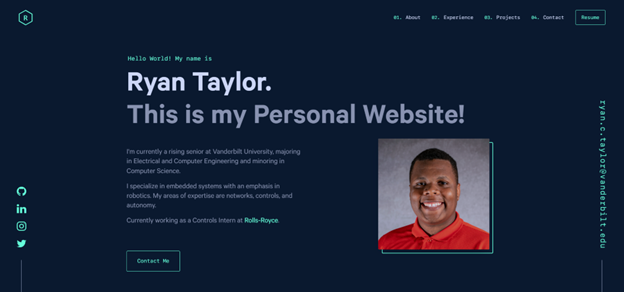 R
01. About
02. Experience
03. Projects
04. Contact
Resume
Hello World! My name is
Ryan Taylor.
This is my Personal Website!
I'm currently a rising senior at Vanderbilt University, majoring
in Electrical and Computer Engineering and minoring in
Computer Science.
I specialize in embedded systems with an emphasis in
robotics. My areas of expertise are networks, controls, and
autonomy.
Currently working as a Controls Intern at Rolls-Royce.
Contact Me
ryan.c.taylor@vanderbilt.edu
in